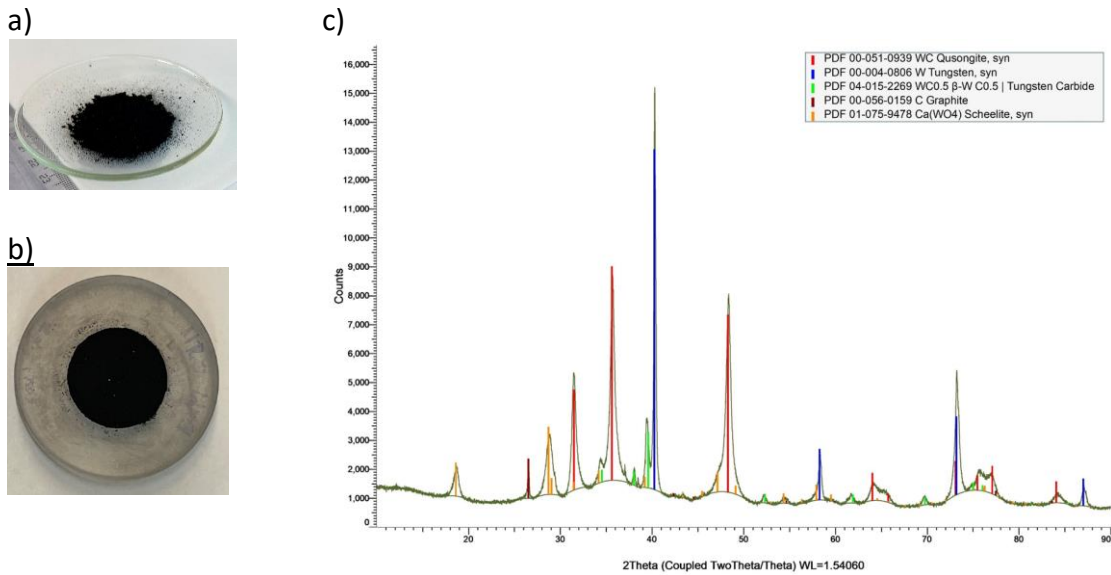 a)
b)
c)
PDF 00-051-0939 WC Qusongite, syn
PDF 00-004-0806 W Tungsten, syn
PDF 04-015-2269 WC0.5 β-W C0.5 | Tungsten Carbide
PDF 00-056-0159 C Graphite
PDF 01-075-9478 Ca(WO4) Scheelite, syn
16,000
15,000
14,000
13,000
12,000
11,000
10,000
9,000
8,000
7,000
6,000
5,000
4,000
3,000
2,000
1,000
0
Counts
20
30
40
50
60
70
80
90
2Theta (Coupled TwoTheta/Theta) WL=1.54060